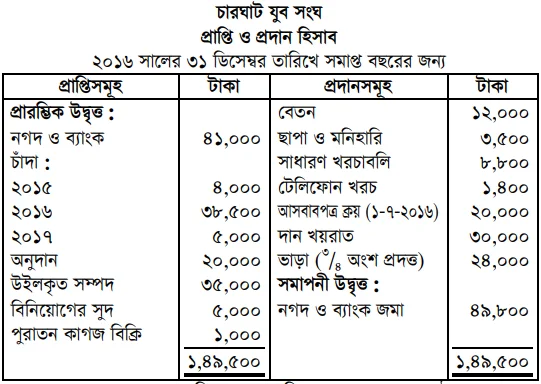 চারঘাট যুব সংঘ
প্রাপ্তি ও প্রদান হিসাব
২০১৬ সালের ৩১ ডিসেম্বর তারিখে সমাপ্ত বছরের জন্য
প্রাপ্তিসমূহ টাকা প্রদানসমূহ টাকা
প্রারম্ভিক উদ্বৃত্ত : বেতন ১২,০০০
নগদ ও ব্যাংক ৪১,০০০ ছাপা ও মনিহারি ৩,৫০০
চাঁদা : সাধারণ খরচাবলি ৮,৮০০
২০১৫ ৪,০০০ টেলিফোন খরচ ১,৪০০
২০১৬ ৩৮,৫০০ আসবাবপত্র ক্রয় (১-৭-২০১৬) ২০,০০০
২০১৭ ৫,০০০ দান খয়রাত ৩০,০০০
অনুদান ২০,০০০ ভাড়া (৩/৪ অংশ প্রদত্ত) ২৪,০০০
উইলকৃত সম্পদ ৩৫,০০০ সমাপনী উদ্বৃত্ত :
বিনিয়োগের সুদ ৫,০০০ নগদ ও ব্যাংক জমা ৪৯,৮০০
পুরাতন কাগজ বিক্রি ১,০০০
১,৪৯,৫০০ ১,৪৯,৫০০